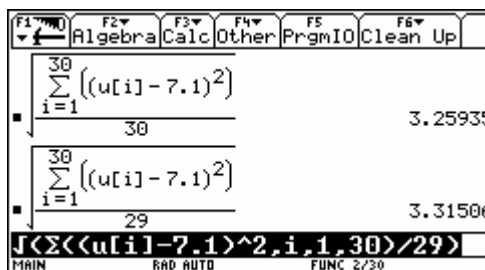 F1 F2 F3 F4 F5 F6
Algebra Calc Other PrgmIO Clean Up
√(∑((u[i]-7.1)^2), i=1, 30)/30) 3.25935
√(∑((u[i]-7.1)^2), i=1, 30)/29) 3.31506
√(Σ((u[i]-7.1)^2,i,1,30)/29)
MAIN RAD AUTO FUNC 2/30